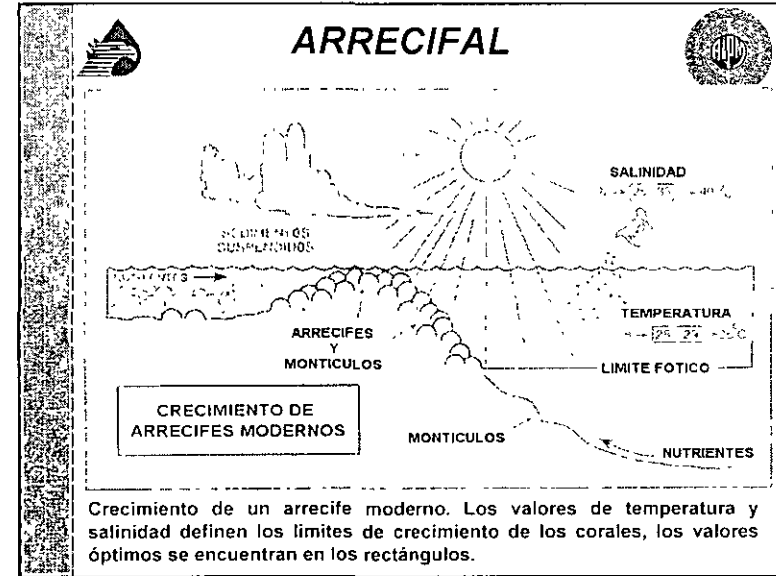 ARRECIFAL
SALINIDAD
SEDIMENTOS
SUSPENDIDOS
TEMPERATURA
ARRECIFES
Y
MONTICULOS
LIMITE FOTICO
CRECIMIENTO DE
ARRECIFES MODERNOS
MONTICULOS
NUTRIENTES
Crecimiento de un arrecife moderno. Los valores de temperatura y
salinidad definen los limites de crecimiento de los corales, los valores
óptimos se encuentran en los rectángulos.